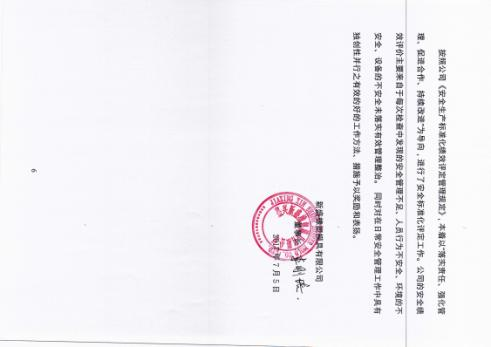 按照公司《安全生产标准化绩效评定管理规定》，本着以“落实责任、强化管
理、促进合作、持续改进”为导向，进行了安全标准化评定工作。公司的安全绩
效评价主要来自于每次检查中发现的安全管理不足、人员行为不安全、环境的不
安全、设备的不安全未落实有效管理整治。同时对在日常安全管理工作中具有
独创性并行之有效的好的工作方法、措施予以奖励和表扬。
模具有限公司
年7月5日
6